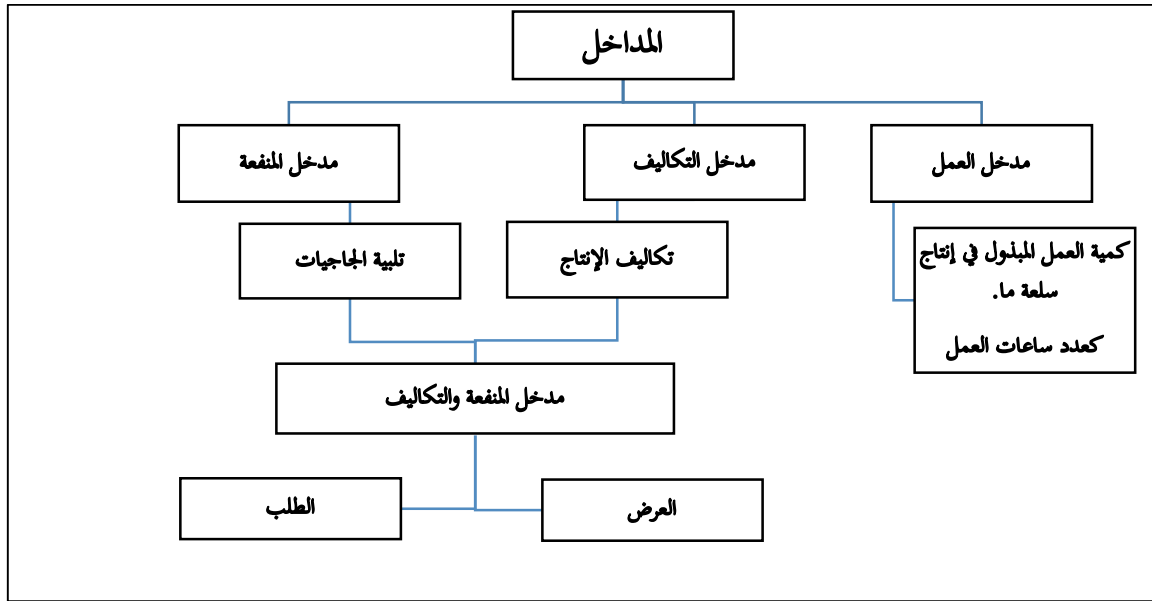 المداخل
مدخل العمل
مدخل التكاليف
مدخل المنفعة
كمية العمل المبذول في إنتاج
سلعة ما.
كعدد ساعات العمل
تكاليف الإنتاج
تلبية الحاجيات
مدخل المنفعة والتكاليف
العرض
الطلب